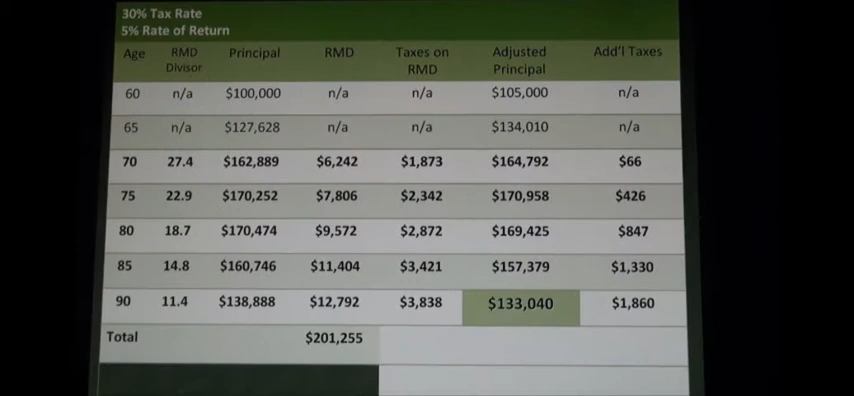 30% Tax Rate
5% Rate of Return
Age RMD Divisor Principal RMD Taxes on RMD Adjusted Principal Add'l Taxes
60 n/a $100,000 n/a n/a $105,000 n/a
65 n/a $127,628 n/a n/a $134,010 n/a
70 27.4 $162,889 $6,242 $1,873 $164,792 $66
75 22.9 $170,252 $7,806 $2,342 $170,958 $426
80 18.7 $170,474 $9,572 $2,872 $169,425 $847
85 14.8 $160,746 $11,404 $3,421 $157,379 $1,330
90 11.4 $138,888 $12,792 $3,838 $133,040 $1,860
Total $201,255